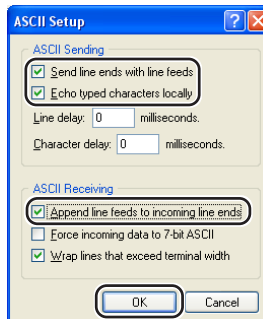 ASCII Setup
ASCII Sending
Send line ends with line feeds
Echo typed characters locally
Line delay: 0 milliseconds.
Character delay: 0 milliseconds.
ASCII Receiving
Append line feeds to incoming line ends
Force incoming data to 7-bit ASCII
Wrap lines that exceed terminal width
OK Cancel